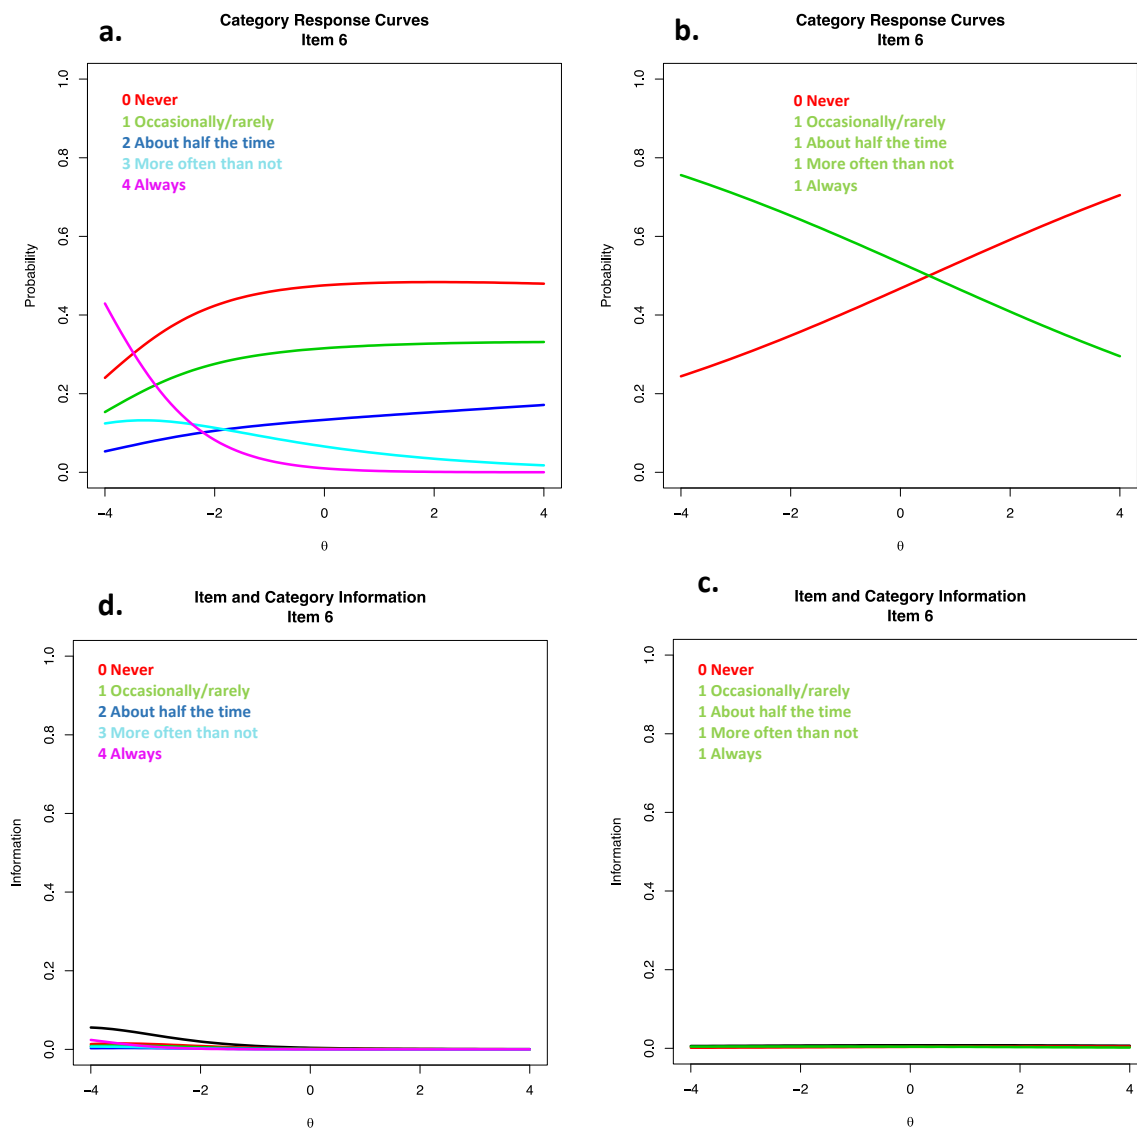 a.
Category Response Curves
Item 6
0 Never
1 Occasionally/rarely
2 About half the time
3 More often than not
4 Always
Probability
1.0
0.8
0.6
0.4
0.2
0.0
−4
−2
0
2
4
θ
b.
Category Response Curves
Item 6
0 Never
1 Occasionally/rarely
1 About half the time
1 More often than not
1 Always
Probability
1.0
0.8
0.6
0.4
0.2
0.0
−4
−2
0
2
4
θ
d.
Item and Category Information
Item 6
0 Never
1 Occasionally/rarely
2 About half the time
3 More often than not
4 Always
Information
1.0
0.8
0.6
0.4
0.2
0.0
−4
−2
0
2
4
θ
c.
Item and Category Information
Item 6
0 Never
1 Occasionally/rarely
1 About half the time
1 More often than not
1 Always
Information
1.0
0.8
0.6
0.4
0.2
0.0
−4
−2
0
2
4
θ